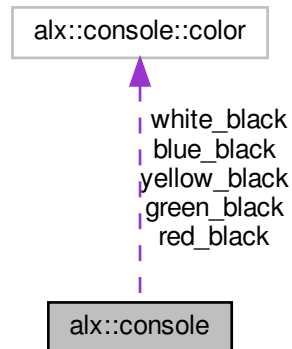 alx::console::color
white_black
blue_black
yellow_black
green_black
red_black
alx::console